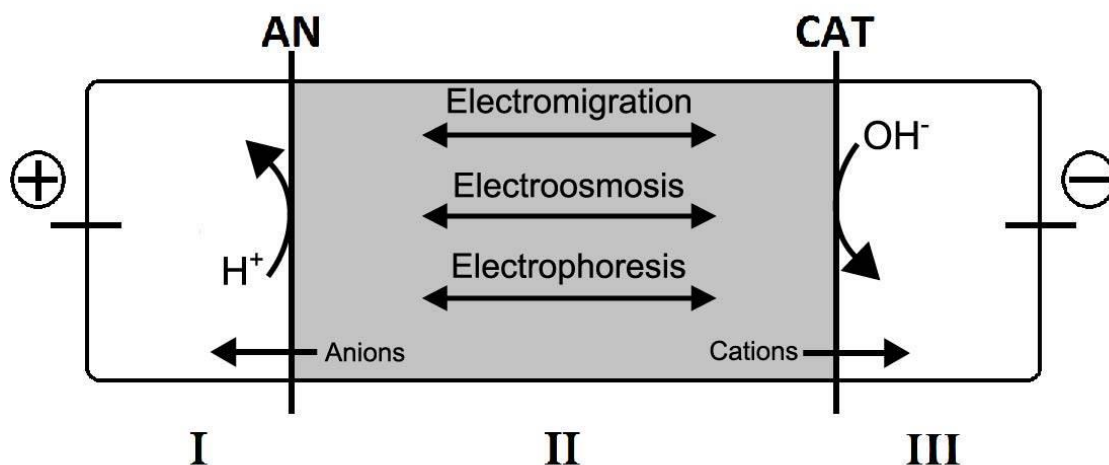 AN CAT
Electromigration
OH⁻
+ −
Electroosmosis
H⁺
Electrophoresis
Anions Cations
I II III